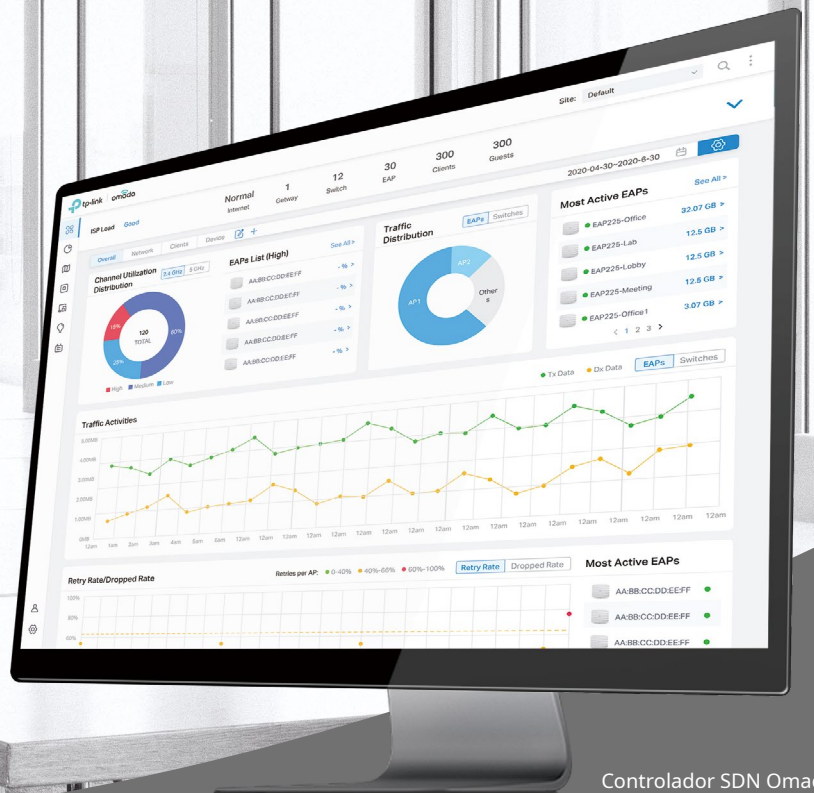 Site: Default
tp-link omada
Normal Internet
1 Getway
12 Switch
30 EAP
300 Clients
300 Guests
ISP Load Good
2020-04-30~2020-6-30
Overall Network Clients Device
Channel Utilization Distribution
2.4 GHz 5 GHz
15%
25%
60%
120
TOTAL
High Medium Low
EAPs List (High)
See All >
AA:BB:CC:DD:EE:FF - % >
AA:BB:CC:DD:EE:FF - % >
AA:BB:CC:DD:EE:FF - % >
AA:BB:CC:DD:EE:FF - % >
AA:BB:CC:DD:EE:FF - % >
Traffic Distribution
EAPs Switches
AP1
AP2
Other
s
Most Active EAPs
See All >
EAP225-Office 32.07 GB >
EAP225-Lab 12.5 GB >
EAP225-Lobby 12.5 GB >
EAP225-Meeting 12.5 GB >
EAP225-Office1 3.07 GB >
< 1 2 3 >
Traffic Activities
Tx Data Dx Data EAPs Switches
5.00MB
4.00MB
3.00MB
2.00MB
1.00MB
0MB
12am 1am 2am 3am 4am 5am 6am 12am 12am 12am 12am 12am 12am 12am 12am 12am 12am 12am 12am 12am 12am 12am 12am 12am
Retry Rate/Dropped Rate
Retries per AP: 0-40% 40%-60% 60%-100%
Retry Rate Dropped Rate
100%
80%
60%
Most Active EAPs
AA:BB:CC:DD:EE:FF
AA:BB:CC:DD:EE:FF
AA:BB:CC:DD:EE:FF
Controlador SDN Omad